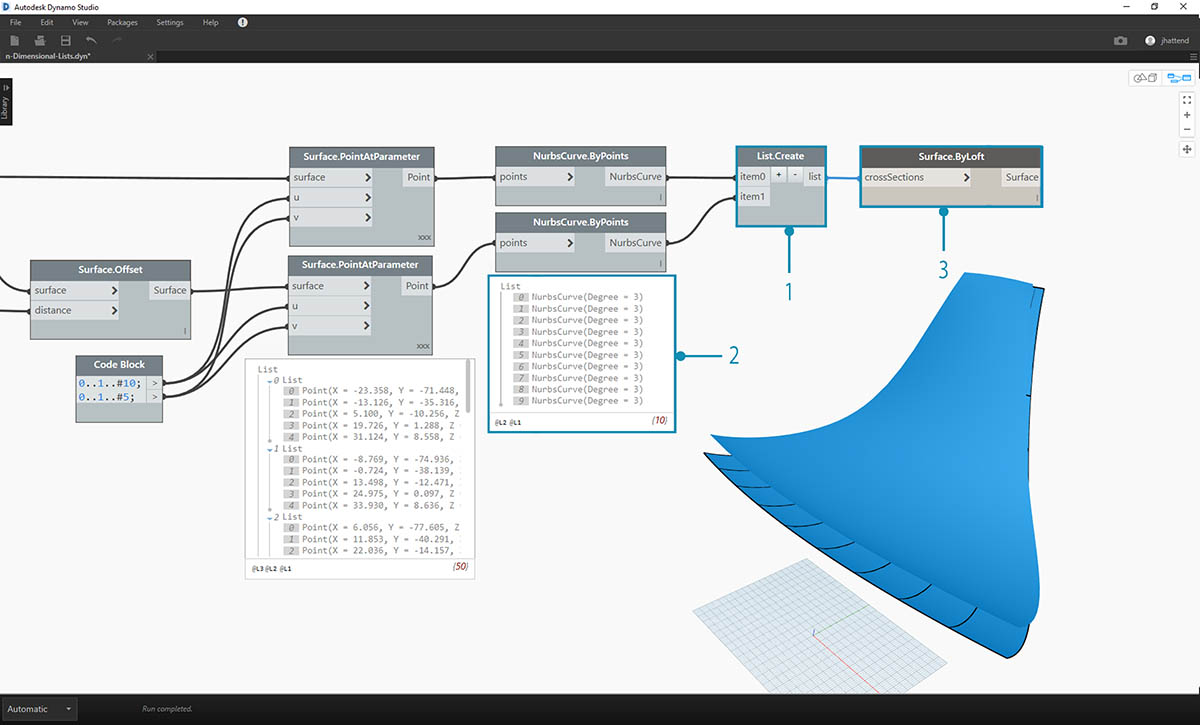 Autodesk Dynamo Studio
File Edit View Packages Settings Help !
jhattend
n-Dimensional-Lists.dyn*
Library
Surface.PointAtParameter
surface > Point
u >
v >
xxx
NurbsCurve.ByPoints
points > NurbsCurve
l
List.Create
item0 + - list
item1
Surface.ByLoft
crossSections > Surface
l
NurbsCurve.ByPoints
points > NurbsCurve
l
Surface.Offset
surface > Surface
distance >
l
Surface.PointAtParameter
surface > Point
u >
v >
xxx
Code Block
0..1..#10; >
0..1..#5; >
List
0 List
0 Point(X = -23.358, Y = -71.448,
1 Point(X = -13.126, Y = -35.316,
2 Point(X = 5.100, Y = -10.256, Z
3 Point(X = 19.726, Y = 1.288, Z
4 Point(X = 31.124, Y = 8.558, Z
1 List
0 Point(X = -8.769, Y = -74.936,
1 Point(X = -0.724, Y = -38.139,
2 Point(X = 13.498, Y = -12.471,
3 Point(X = 24.975, Y = 0.097, Z
4 Point(X = 33.930, Y = 8.636, Z
2 List
0 Point(X = 6.056, Y = -77.605, Z
1 Point(X = 11.853, Y = -40.291,
2 Point(X = 22.036, Y = -14.157,
@L3 @L2 @L1 {50}
List
0 NurbsCurve(Degree = 3)
1 NurbsCurve(Degree = 3)
2 NurbsCurve(Degree = 3)
3 NurbsCurve(Degree = 3)
4 NurbsCurve(Degree = 3)
5 NurbsCurve(Degree = 3)
6 NurbsCurve(Degree = 3)
7 NurbsCurve(Degree = 3)
8 NurbsCurve(Degree = 3)
9 NurbsCurve(Degree = 3)
@L2 @L1 {10}
1
2
3
Automatic
Run completed.